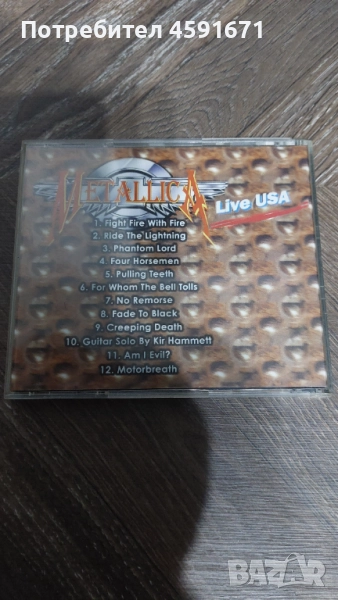 Потребител 4591671
METALLICA
Live USA
1. Fight Fire With Fire
2. Ride The Lightning
3. Phantom Lord
4. Four Horsemen
5. Pulling Teeth
6. For Whom The Bell Tolls
7. No Remorse
8. Fade To Black
9. Creeping Death
10. Guitar Solo By Kir Hammett
11. Am I Evil?
12. Motorbreath
BAZAR
.bg